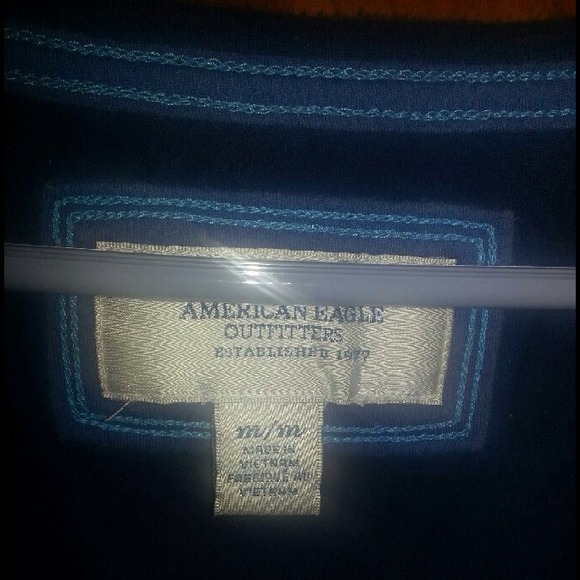 AMERICAN EAGLE
OUTFITTERS
ESTABLISHED 1977
m/m
MADE IN
VIETNAM
FABRIQUE AU
VIETNAM